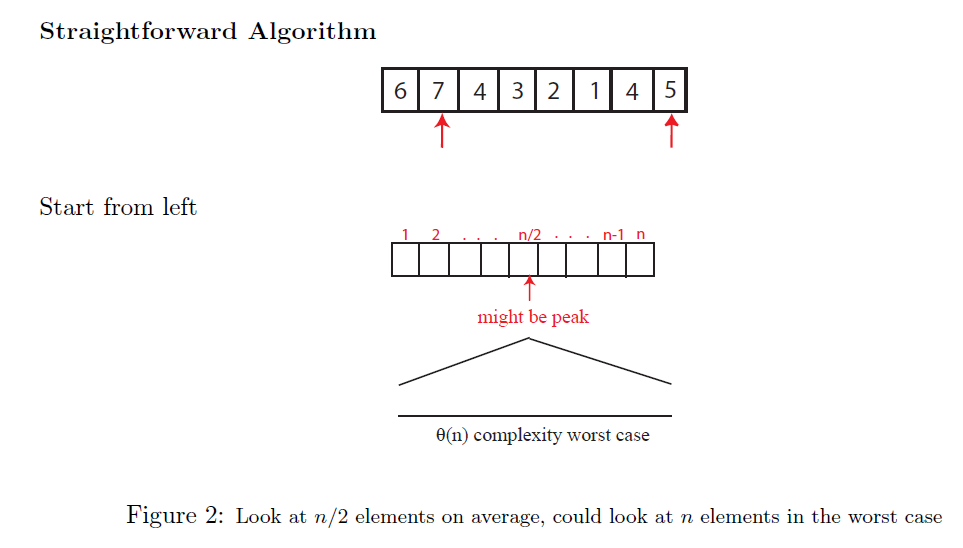 Straightforward Algorithm
6 7 4 3 2 1 4 5
Start from left
1 2 . . . n/2 . . . n-1 n
might be peak
θ(n) complexity worst case
Figure 2: Look at n/2 elements on average, could look at n elements in the worst case